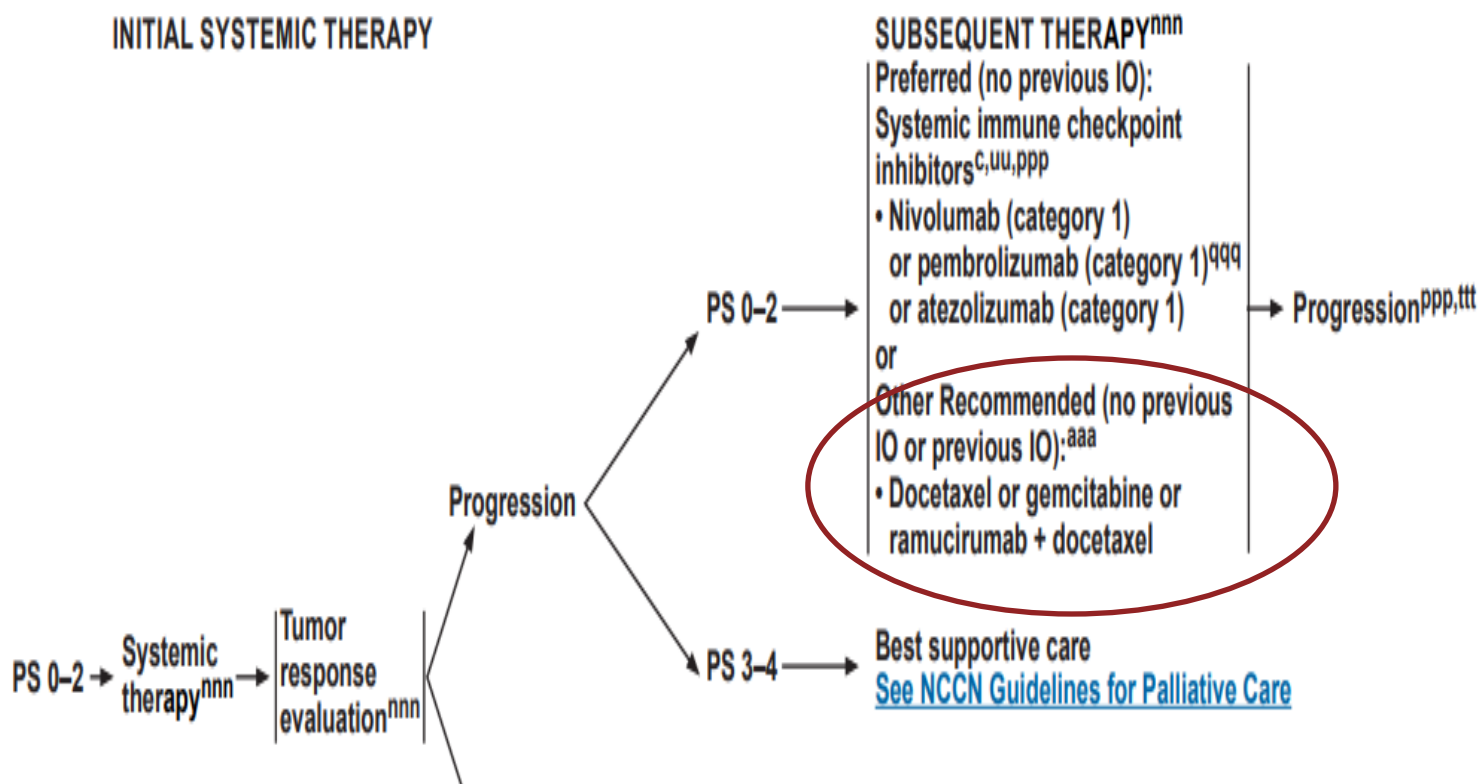 INITIAL SYSTEMIC THERAPY
SUBSEQUENT THERAPYnnn
Preferred (no previous IO):
Systemic immune checkpoint
inhibitorsc,uu,ppp
• Nivolumab (category 1)
or pembrolizumab (category 1)qqq
or atezolizumab (category 1)
or
Other Recommended (no previous
IO or previous IO):aaa
• Docetaxel or gemcitabine or
ramucirumab + docetaxel
PS 0–2
Progressionppp,ttt
Progression
PS 3–4
Best supportive care
See NCCN Guidelines for Palliative Care
PS 0–2
Systemic
therapynnn
Tumor
response
evaluationnnn